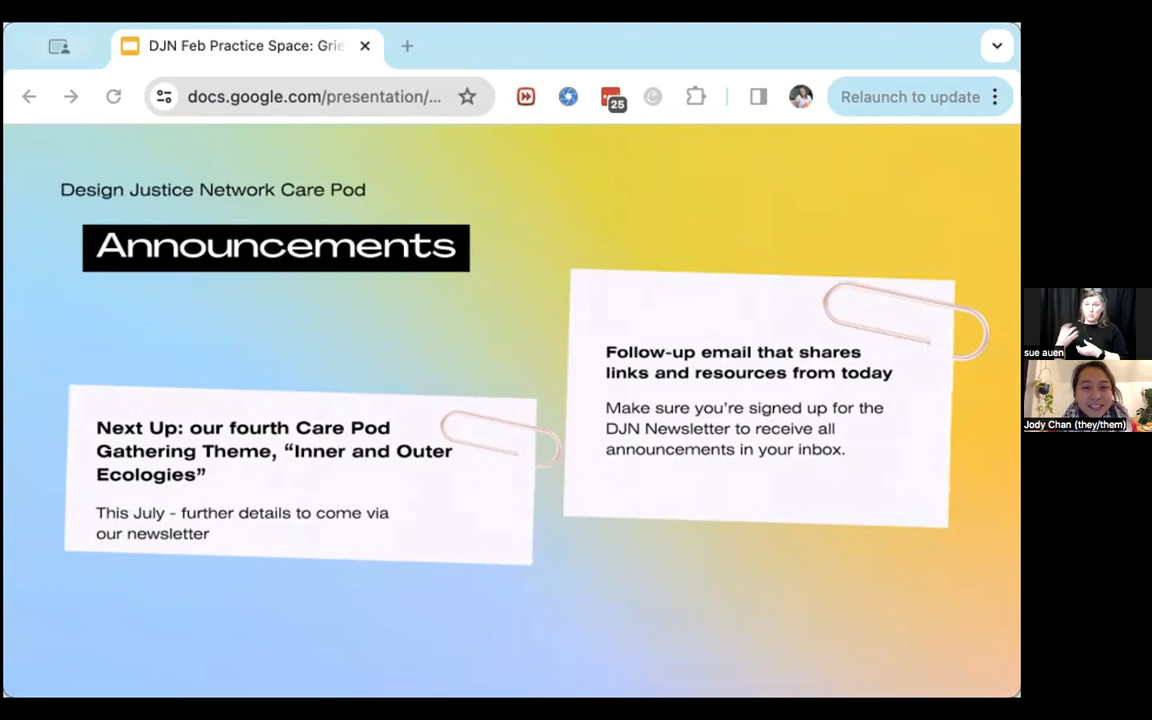 DJN Feb Practice Space: Grie
docs.google.com/presentation/...
25
Relaunch to update
Design Justice Network Care Pod
Announcements
Next Up: our fourth Care Pod
Gathering Theme, “Inner and Outer
Ecologies”
This July - further details to come via
our newsletter
Follow-up email that shares
links and resources from today
Make sure you’re signed up for the
DJN Newsletter to receive all
announcements in your inbox.
sue auen
Jody Chan (they/them)